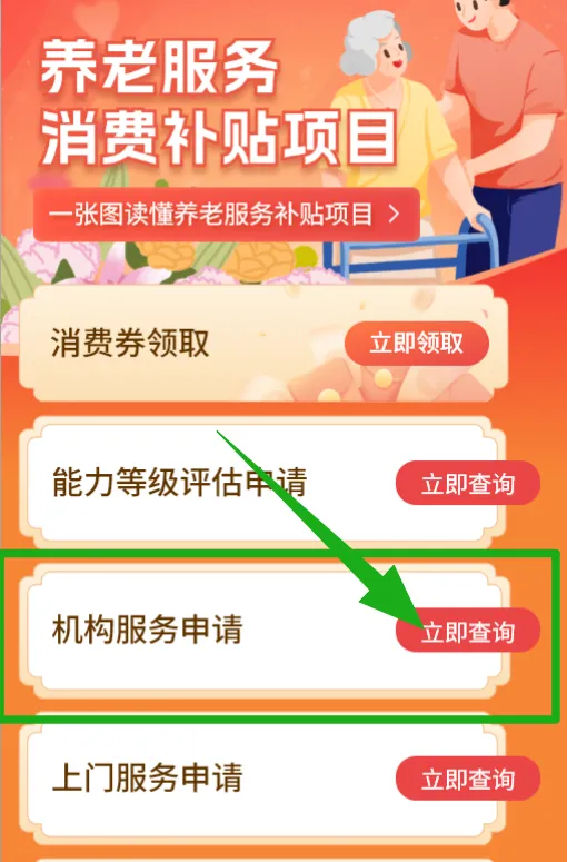 养老服务
消费补贴项目
一张图读懂养老服务补贴项目 >
消费券领取
立即领取
能力等级评估申请
立即查询
机构服务申请
立即查询
上门服务申请
立即查询